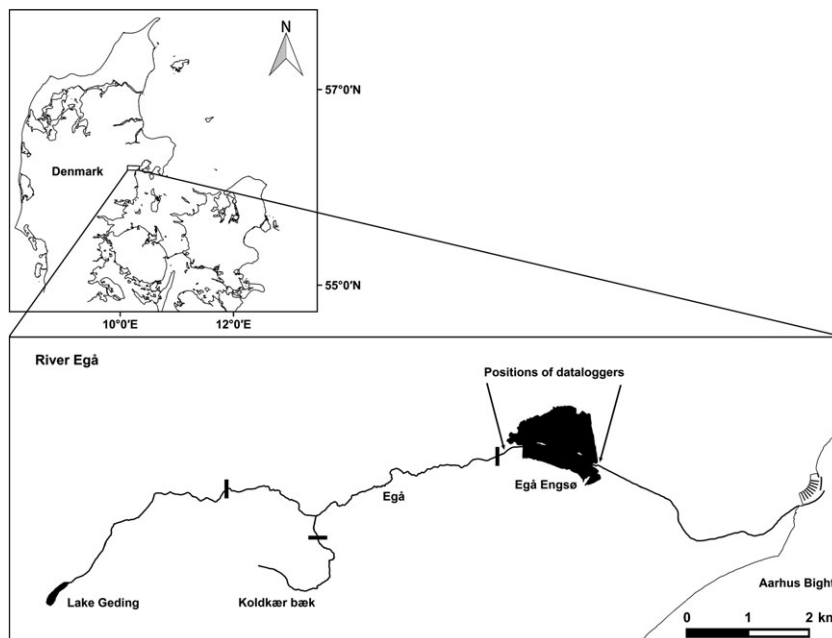 N
57°0'N
Denmark
55°0'N
10°0'E 12°0'E
River Egå
Positions of dataloggers
Egå Engsø
Egå
Aarhus Bight
Lake Geding
Koldkær bæk
0 1 2 km